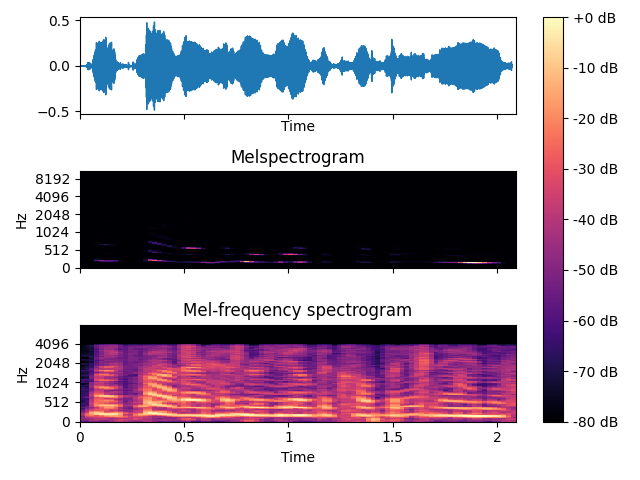 0.5
0.0
−0.5
Time
Melspectrogram
8192
4096
2048
1024
512
0
Hz
Mel-frequency spectrogram
4096
2048
1024
512
0
Hz
0 0.5 1 1.5 2
Time
+0 dB
-10 dB
-20 dB
-30 dB
-40 dB
-50 dB
-60 dB
-70 dB
-80 dB